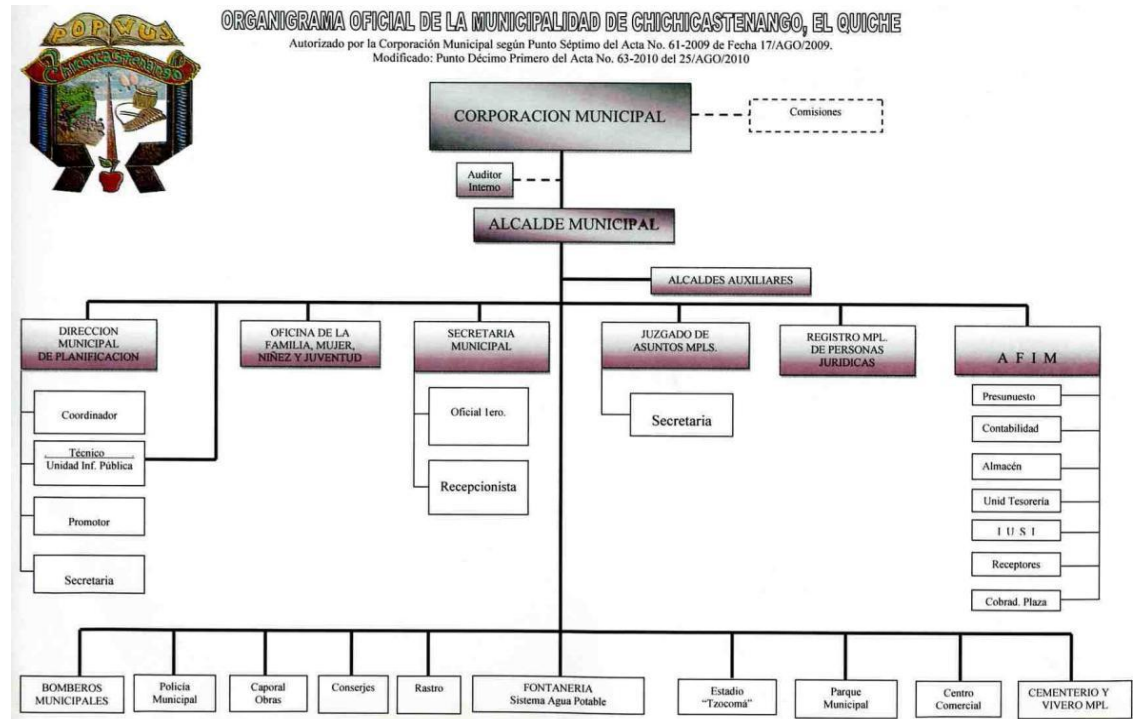 ORGANIGRAMA OFICIAL DE LA MUNICIPALIDAD DE CHICHICASTENANGO, EL QUICHE
Autorizado por la Corporación Municipal según Punto Séptimo del Acta No. 61-2009 de Fecha 17/AGO/2009.
Modificado: Punto Décimo Primero del Acta No. 63-2010 del 25/AGO/2010
POPWUJ
Chichicastenango
CORPORACION MUNICIPAL
Comisiones
Auditor
Interno
ALCALDE MUNICIPAL
ALCALDES AUXILIARES
DIRECCION
MUNICIPAL
DE PLANIFICACION
OFICINA DE LA
FAMILIA, MUJER,
NIÑEZ Y JUVENTUD
SECRETARIA
MUNICIPAL
JUZGADO DE
ASUNTOS MPLS.
REGISTRO MPL.
DE PERSONAS
JURIDICAS
A F I M
Coordinador
Técnico
Unidad Inf. Pública
Promotor
Secretaria
Oficial 1ero.
Recepcionista
Secretaria
Presunuesto
Contabilidad
Almacén
Unid Tesorería
I U S I
Receptores
Cobrad. Plaza
BOMBEROS
MUNICIPALES
Policía
Municipal
Caporal
Obras
Conserjes
Rastro
FONTANERIA
Sistema Agua Potable
Estadio
“Tzocomá”
Parque
Municipal
Centro
Comercial
CEMENTERIO Y
VIVERO MPL